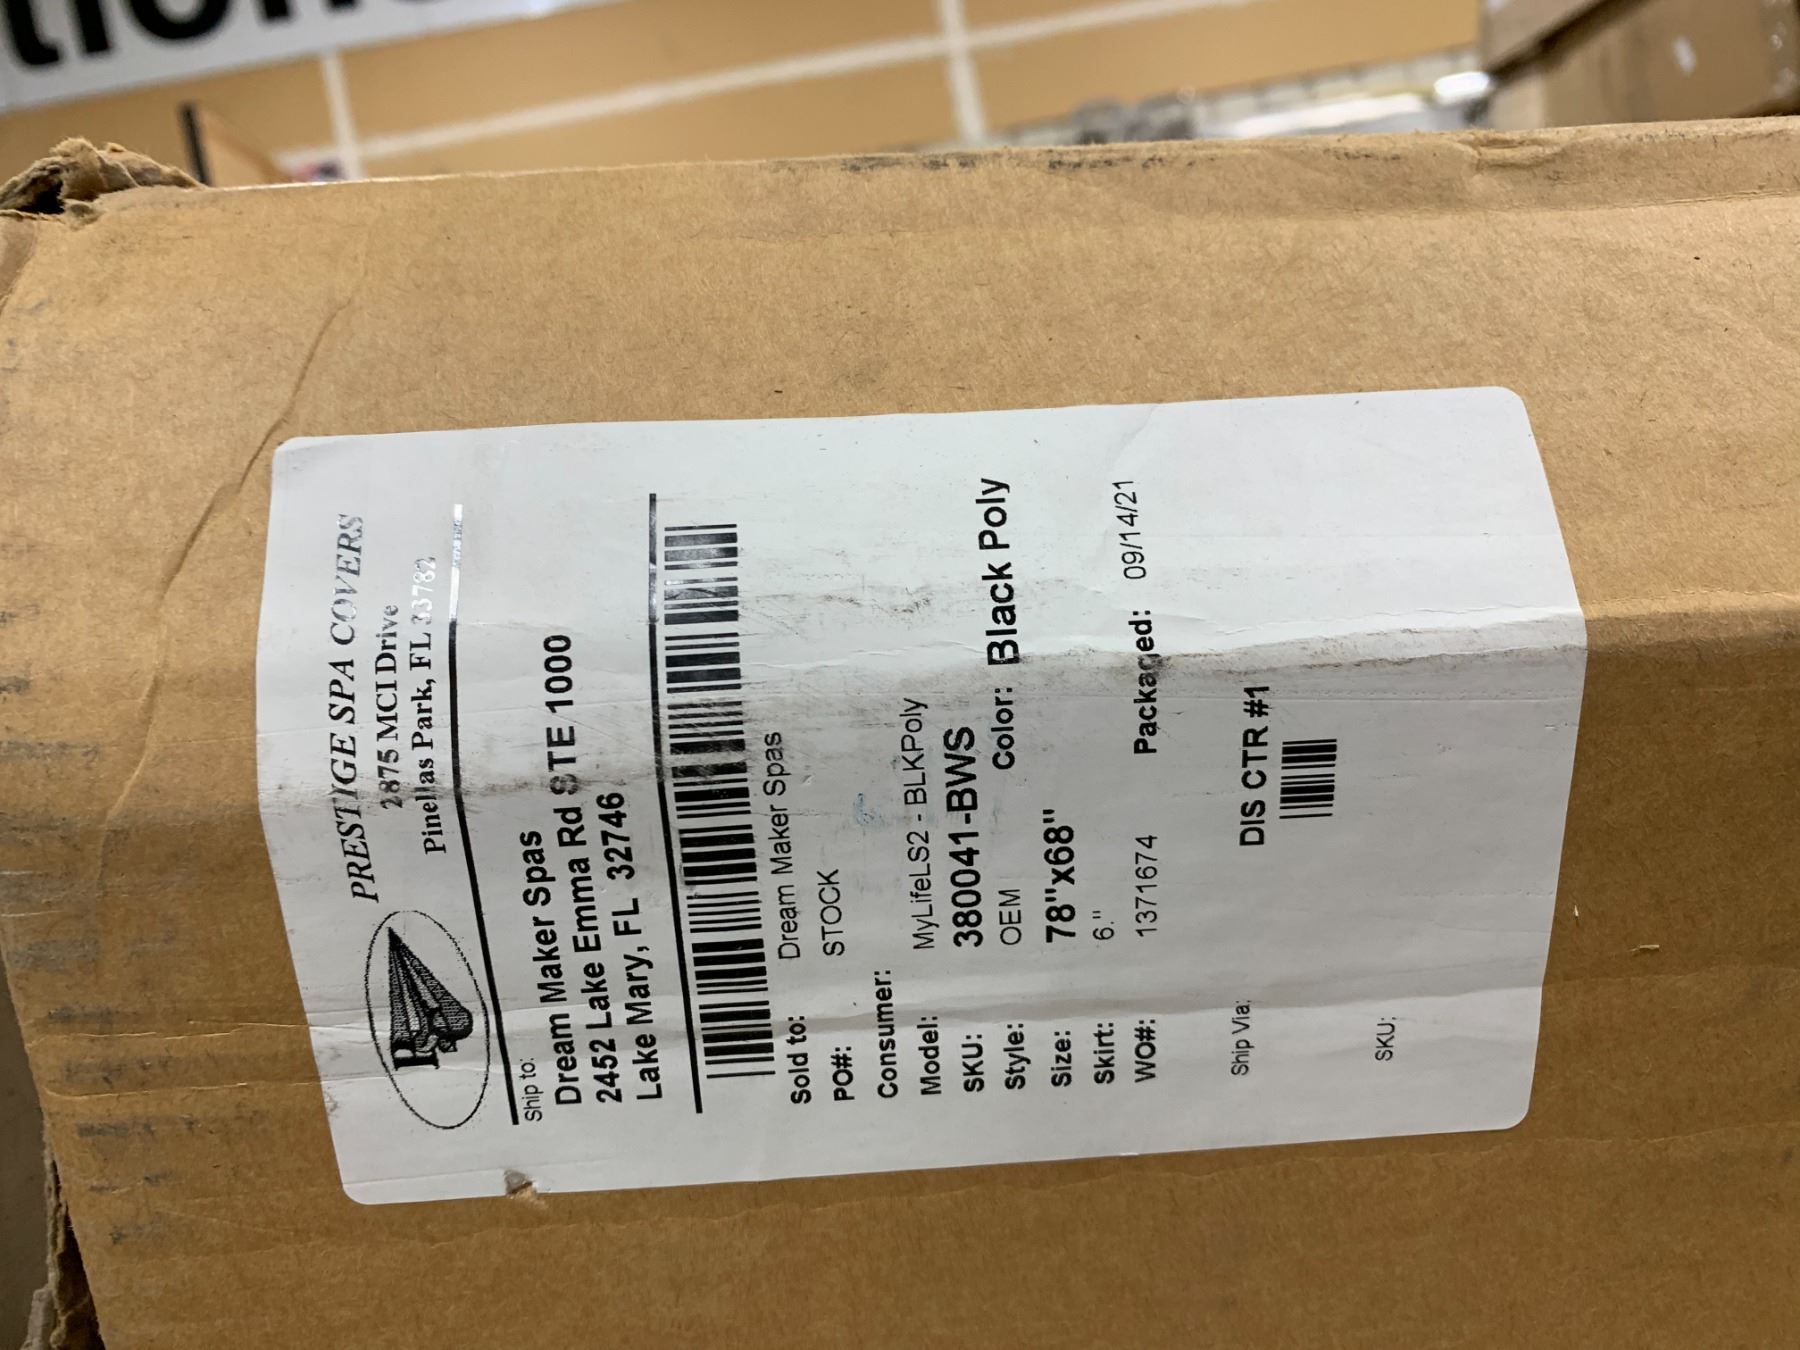 PRESTIGE SPA COVERS
2875 MCI Drive
Pinellas Park, FL 33782
Ship to:
Dream Maker Spas
2452 Lake Emma Rd STE 1000
Lake Mary, FL 32746
Sold to: Dream Maker Spas
PO#: STOCK
Consumer:
Model: MyLifeLS2 - BLKPoly
SKU: 380041-BWS
Style: OEM Color: Black Poly
Size: 78"x68"
Skirt: 6."
WO#: 1371674 Packaged: 09/14/21
Ship Via: DIS CTR #1
SKU: